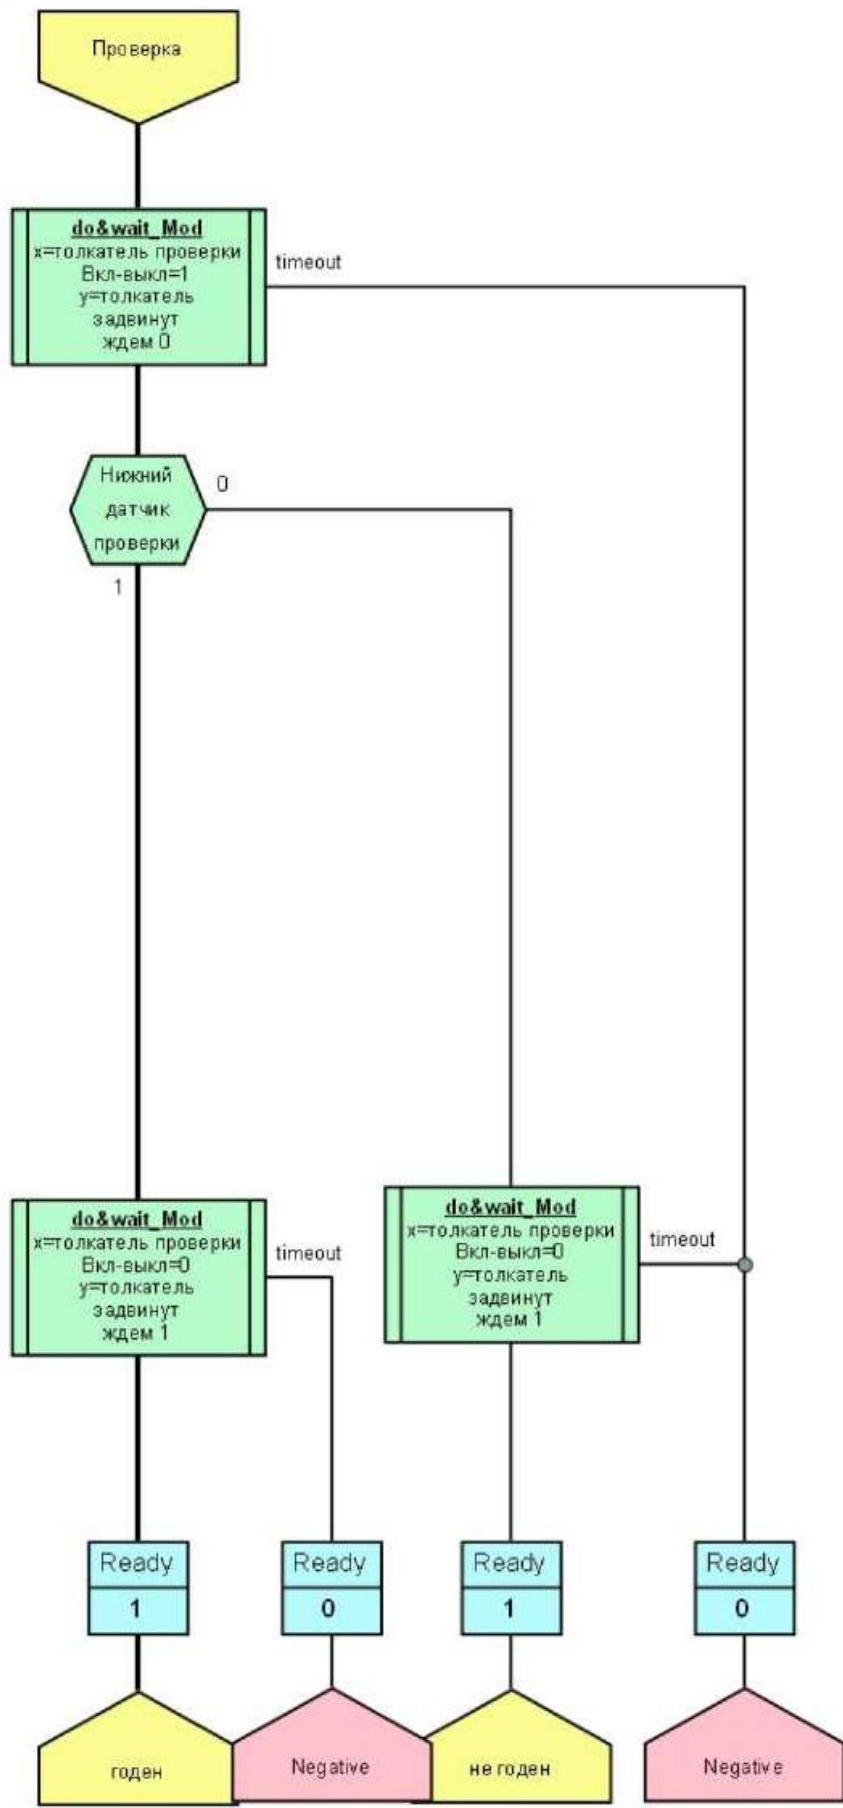 Проверка
do&wait_Mod
x=толкатель проверки
Вкл-выкл=1
y=толкатель
задвинут
ждем 0
timeout
Нижний
датчик
проверки
0
1
do&wait_Mod
x=толкатель проверки
Вкл-выкл=0
y=толкатель
задвинут
ждем 1
timeout
do&wait_Mod
x=толкатель проверки
Вкл-выкл=0
y=толкатель
задвинут
ждем 1
timeout
Ready
1
Ready
0
Ready
1
Ready
0
годен
Negative
не годен
Negative